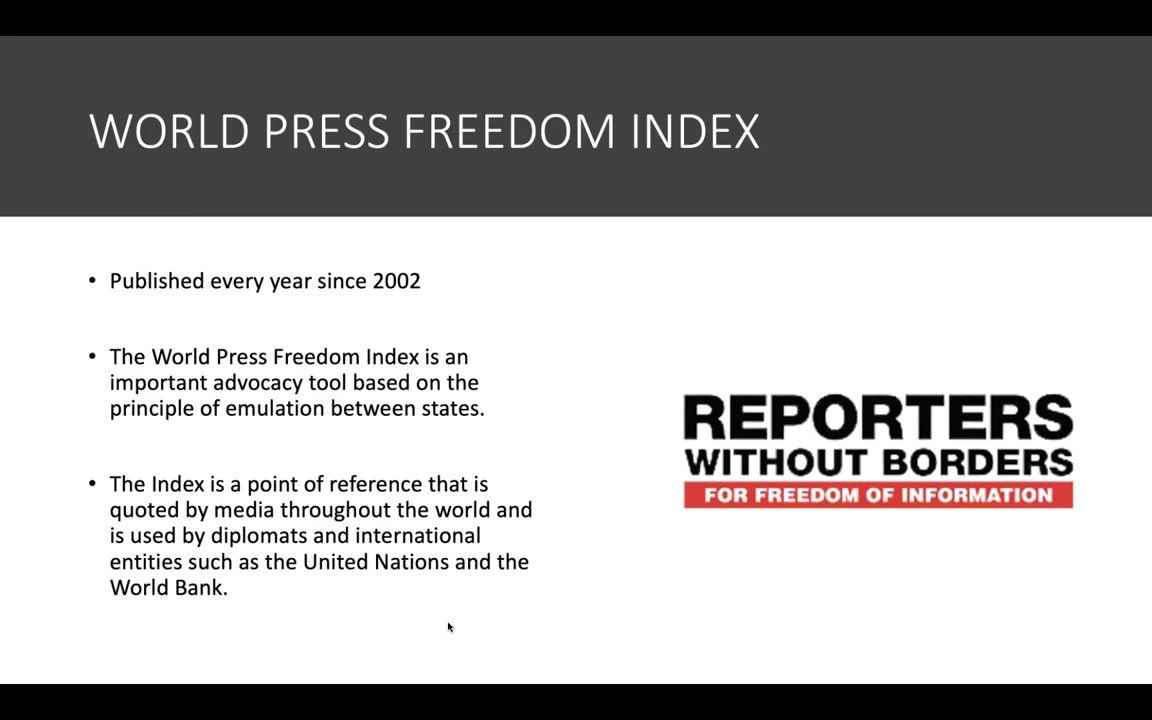 WORLD PRESS FREEDOM INDEX
• Published every year since 2002
• The World Press Freedom Index is an
important advocacy tool based on the
principle of emulation between states.
• The Index is a point of reference that is
quoted by media throughout the world and
is used by diplomats and international
entities such as the United Nations and the
World Bank.
REPORTERS
WITHOUT BORDERS
FOR FREEDOM OF INFORMATION